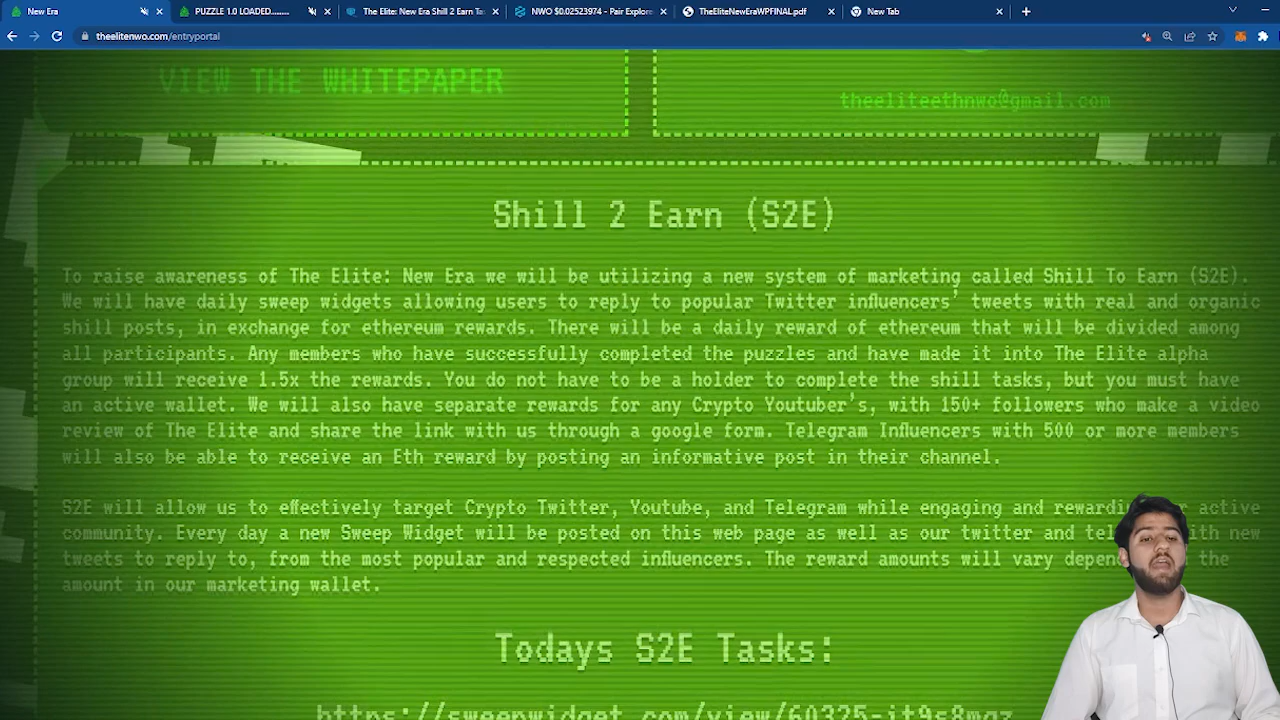 New Era
PUZZLE 1.0 LOADED........
The Elite: New Era Shill 2 Earn Ta
NWO $0.02523974 - Pair Explore
TheEliteNewEraWPFINAL.pdf
New Tab
theelitenwo.com/entryportal
VIEW THE WHITEPAPER
theeliteethnwo@gmail.com
Shill 2 Earn (S2E)
To raise awareness of The Elite: New Era we will be utilizing a new system of marketing called Shill To Earn (S2E).
We will have daily sweep widgets allowing users to reply to popular Twitter influencers' tweets with real and organic
shill posts, in exchange for ethereum rewards. There will be a daily reward of ethereum that will be divided among
all participants. Any members who have successfully completed the puzzles and have made it into The Elite alpha
group will receive 1.5x the rewards. You do not have to be a holder to complete the shill tasks, but you must have
an active wallet. We will also have separate rewards for any Crypto Youtuber's, with 150+ followers who make a video
review of The Elite and share the link with us through a google form. Telegram Influencers with 500 or more members
will also be able to receive an Eth reward by posting an informative post in their channel.
S2E will allow us to effectively target Crypto Twitter, Youtube, and Telegram while engaging and rewardi active
community. Every day a new Sweep Widget will be posted on this web page as well as our twitter and tel ith new
tweets to reply to, from the most popular and respected influencers. The reward amounts will vary depen the
amount in our marketing wallet.
Todays S2E Tasks: